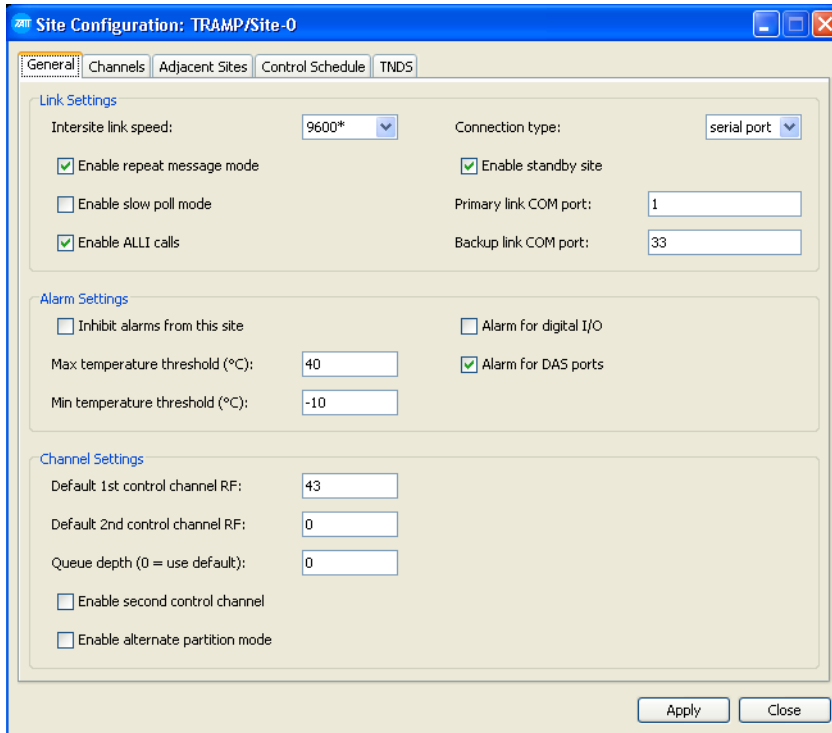 TAIT Site Configuration: TRAMP/Site-0
General Channels Adjacent Sites Control Schedule TNDS
Link Settings
Intersite link speed: 9600* Connection type: serial port
Enable repeat message mode Enable standby site
Enable slow poll mode Primary link COM port: 1
Enable ALLI calls Backup link COM port: 33
Alarm Settings
Inhibit alarms from this site Alarm for digital I/O
Max temperature threshold (°C): 40 Alarm for DAS ports
Min temperature threshold (°C): -10
Channel Settings
Default 1st control channel RF: 43
Default 2nd control channel RF: 0
Queue depth (0 = use default): 0
Enable second control channel
Enable alternate partition mode
Apply Close